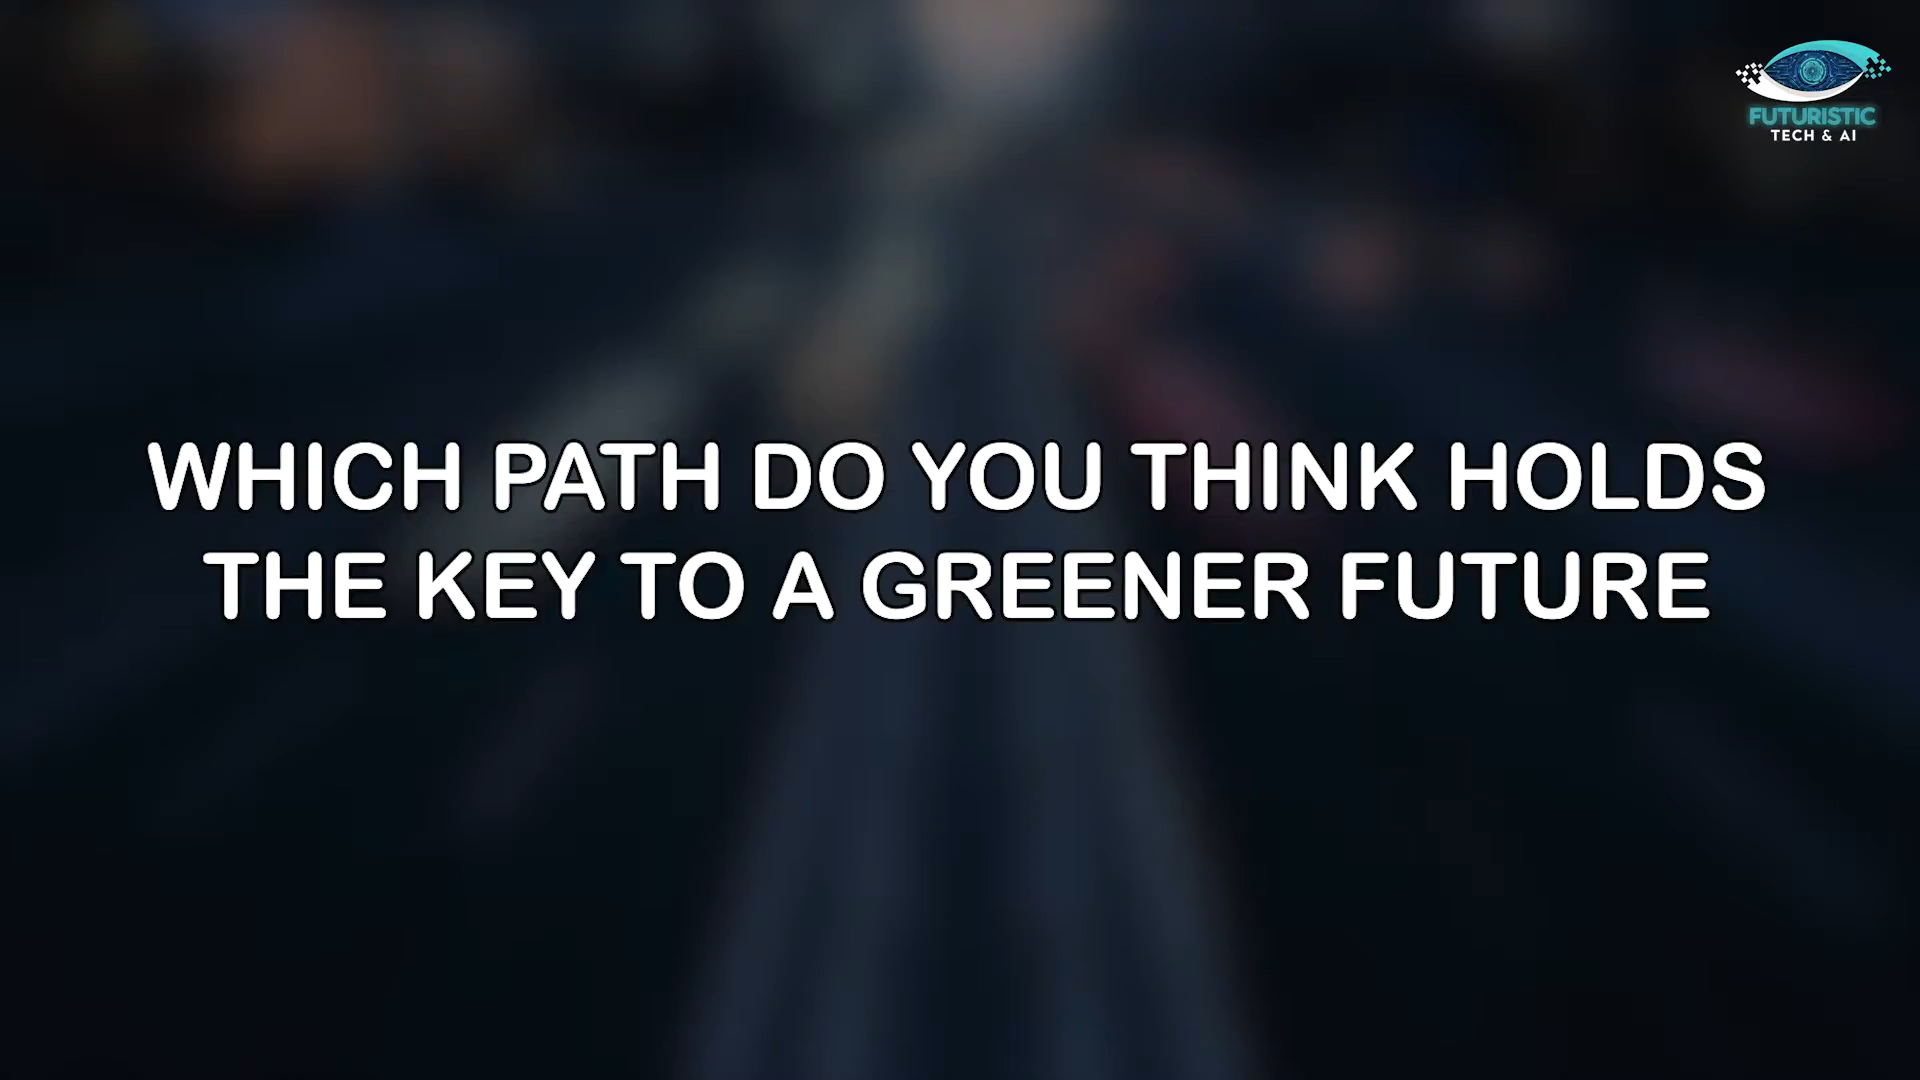 FUTURISTIC
TECH & AI
WHICH PATH DO YOU THINK HOLDS
THE KEY TO A GREENER FUTURE